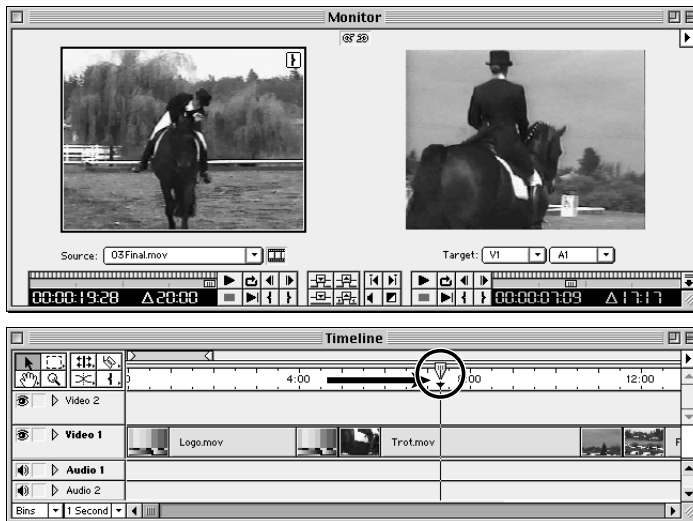 Monitor
Source: 03Final.mov
Target: V1 A1
00:00:19:28 Δ20:00
00:00:07:09 Δ17:17
Timeline
4:00 8:00 12:00
Video 2
Video 1 Logo.mov Trot.mov F
Audio 1
Audio 2
Bins 1 Second